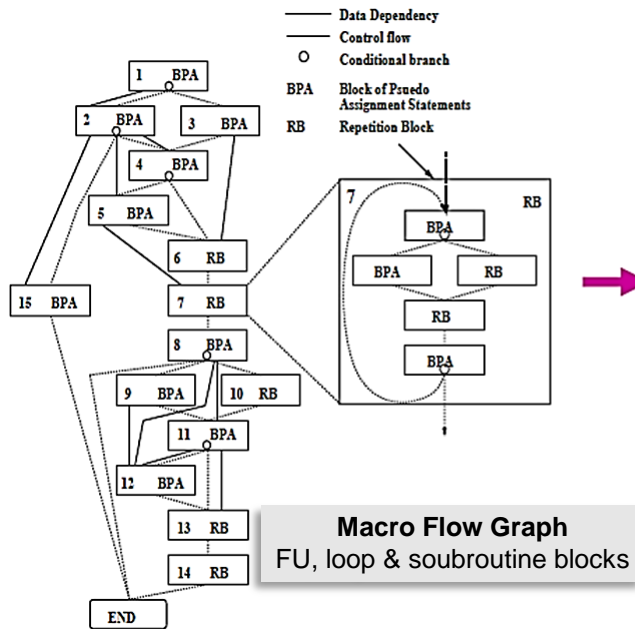 Data Dependency
Control flow
Conditional branch
BPA Block of Psuedo
Assignment Statements
RB Repetition Block
1 BPA
2 BPA
3 BPA
4 BPA
5 BPA
6 RB
15 BPA
7 RB
8 BPA
9 BPA
10 RB
11 BPA
12 BPA
13 RB
14 RB
END
7 RB
BPA
BPA RB
RB
BPA
Macro Flow Graph
FU, loop & soubroutine blocks